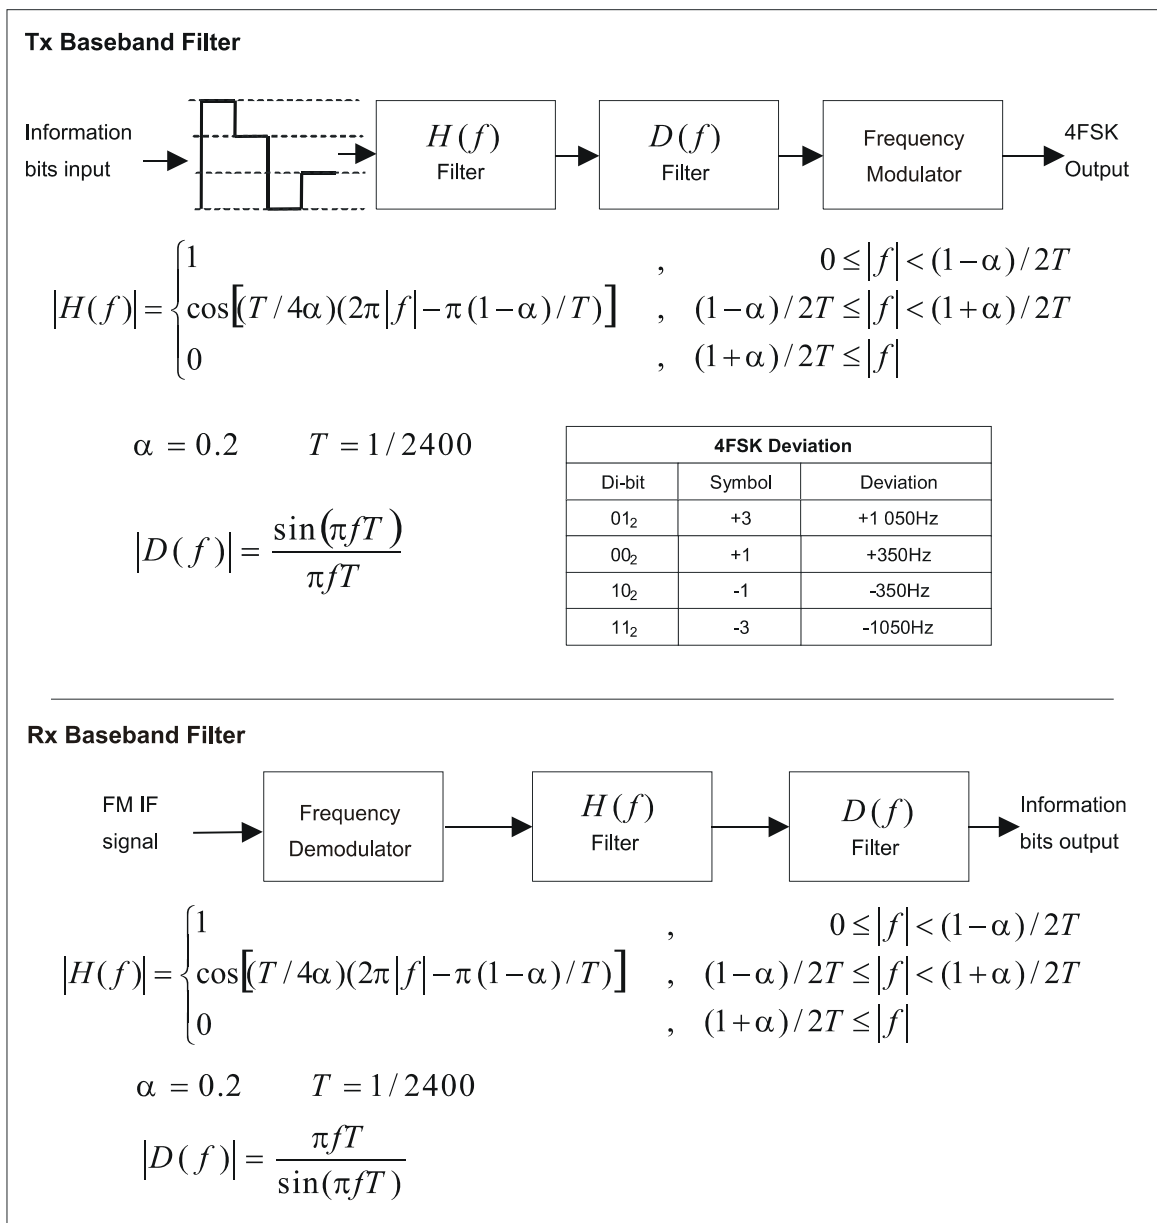 Tx Baseband Filter
Information bits input
H(f) Filter
D(f) Filter
Frequency Modulator
4FSK Output
|H(f)| = { 1 , 0 ≤ |f| < (1−α)/2T
cos[(T/4α)(2π|f|−π(1−α)/T)] , (1−α)/2T ≤ |f| < (1+α)/2T
0 , (1+α)/2T ≤ |f|
α = 0.2 T = 1/2400
|D(f)| = sin(πfT) / πfT
4FSK Deviation
Di-bit Symbol Deviation
01₂ +3 +1 050Hz
00₂ +1 +350Hz
10₂ -1 -350Hz
11₂ -3 -1050Hz
Rx Baseband Filter
FM IF signal
Frequency Demodulator
H(f) Filter
D(f) Filter
Information bits output
|H(f)| = { 1 , 0 ≤ |f| < (1−α)/2T
cos[(T/4α)(2π|f|−π(1−α)/T)] , (1−α)/2T ≤ |f| < (1+α)/2T
0 , (1+α)/2T ≤ |f|
α = 0.2 T = 1/2400
|D(f)| = πfT / sin(πfT)